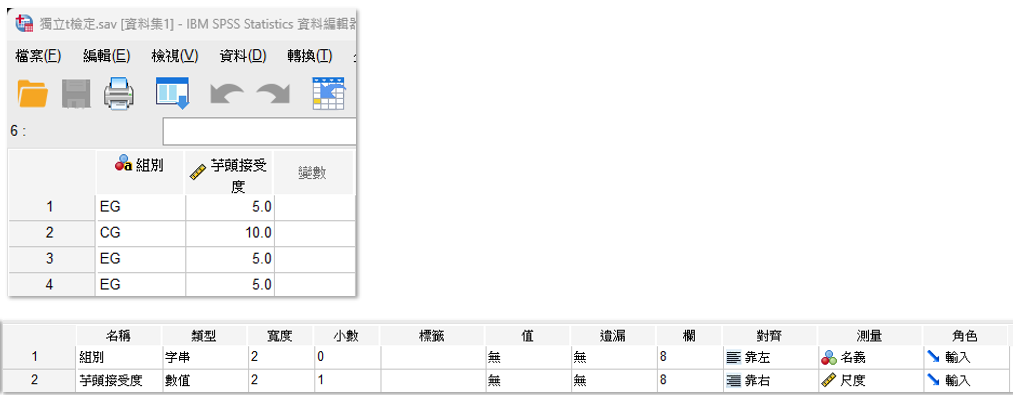 獨立t檢定.sav [資料集1] - IBM SPSS Statistics 資料編輯器
檔案(F) 編輯(E) 檢視(V) 資料(D) 轉換(T)
6 :
a 組別 芋頭接受度 變數
1 EG 5.0
2 CG 10.0
3 EG 5.0
4 EG 5.0
名稱 類型 寬度 小數 標籤 值 遺漏 欄 對齊 測量 角色
1 組別 字串 2 0 無 無 8 靠左 名義 輸入
2 芋頭接受度 數值 2 1 無 無 8 靠右 尺度 輸入